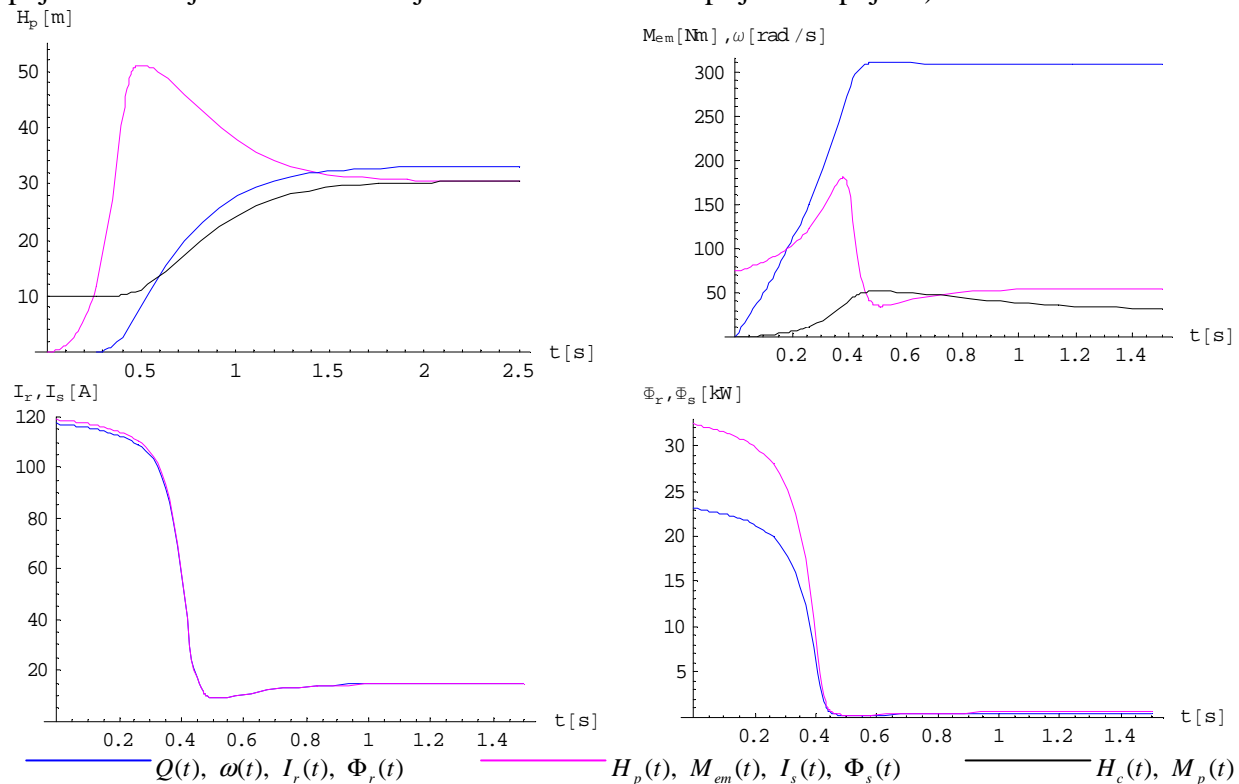 H_p [m]
50
40
30
20
10
0.5 1 1.5 2 2.5
t[s]
M_em[Nm] ,ω[rad/s]
300
250
200
150
100
50
0.2 0.4 0.6 0.8 1 1.2 1.4
t[s]
I_r,I_s[A]
120
100
80
60
40
20
0.2 0.4 0.6 0.8 1 1.2 1.4
t[s]
Φ_r,Φ_s[kW]
30
25
20
15
10
5
0.2 0.4 0.6 0.8 1 1.2 1.4
t[s]
Q(t), ω(t), I_r(t), Φ_r(t)
H_p(t), M_em(t), I_s(t), Φ_s(t)
H_c(t), M_p(t)